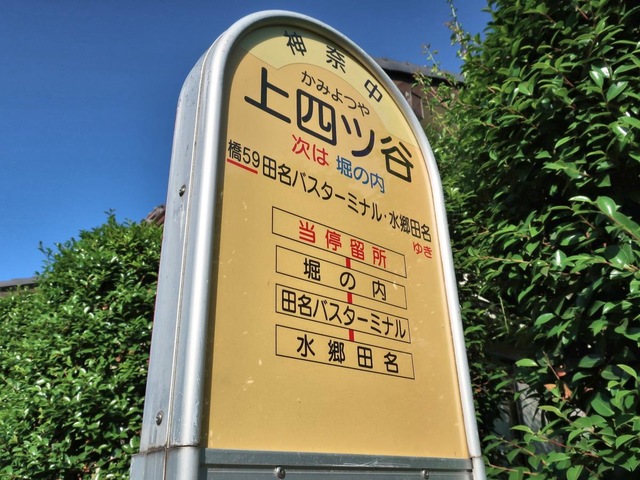 神奈中
かみよつや
上四ツ谷
次は 堀の内
橋59田名バスターミナル・水郷田名
ゆき
当停留所
堀の内
田名バスターミナル
水郷田名